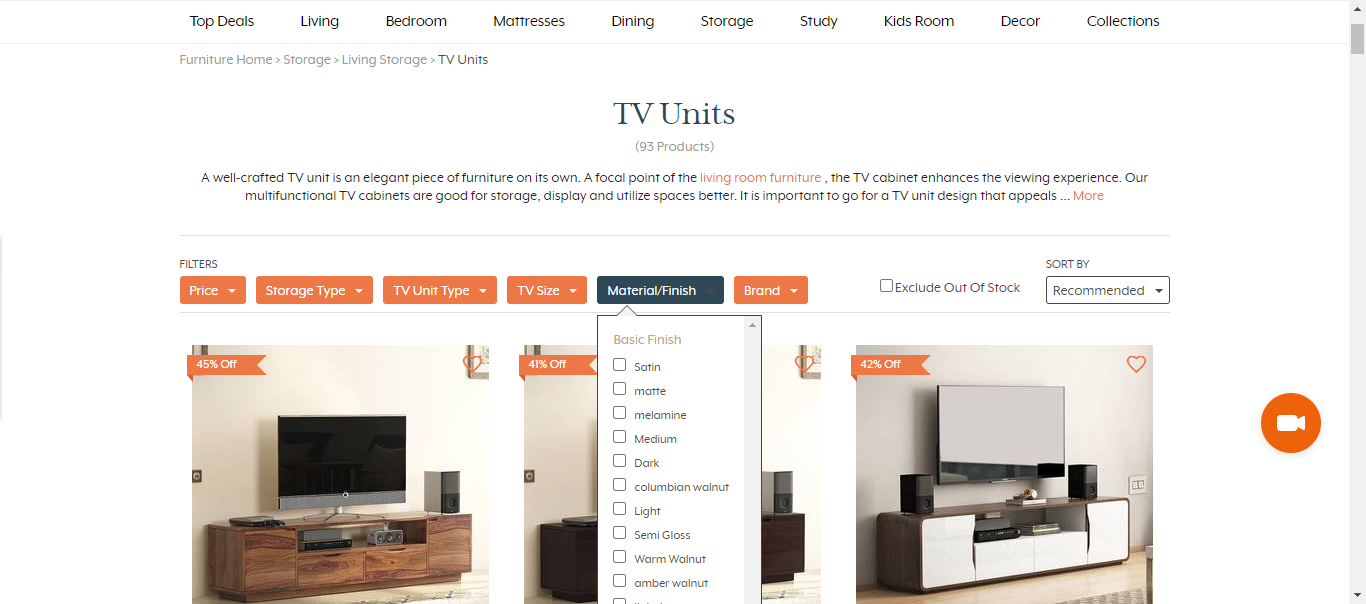 Top Deals Living Bedroom Mattresses Dining Storage Study Kids Room Decor Collections
Furniture Home > Storage > Living Storage > TV Units
TV Units
(93 Products)
A well-crafted TV unit is an elegant piece of furniture on its own. A focal point of the living room furniture , the TV cabinet enhances the viewing experience. Our
multifunctional TV cabinets are good for storage, display and utilize spaces better. It is important to go for a TV unit design that appeals ... More
FILTERS
SORT BY
Price Storage Type TV Unit Type TV Size Material/Finish Brand
Exclude Out Of Stock
Recommended
Basic Finish
Satin
matte
melamine
Medium
Dark
columbian walnut
Light
Semi Gloss
Warm Walnut
amber walnut
45% Off
41% Off
42% Off